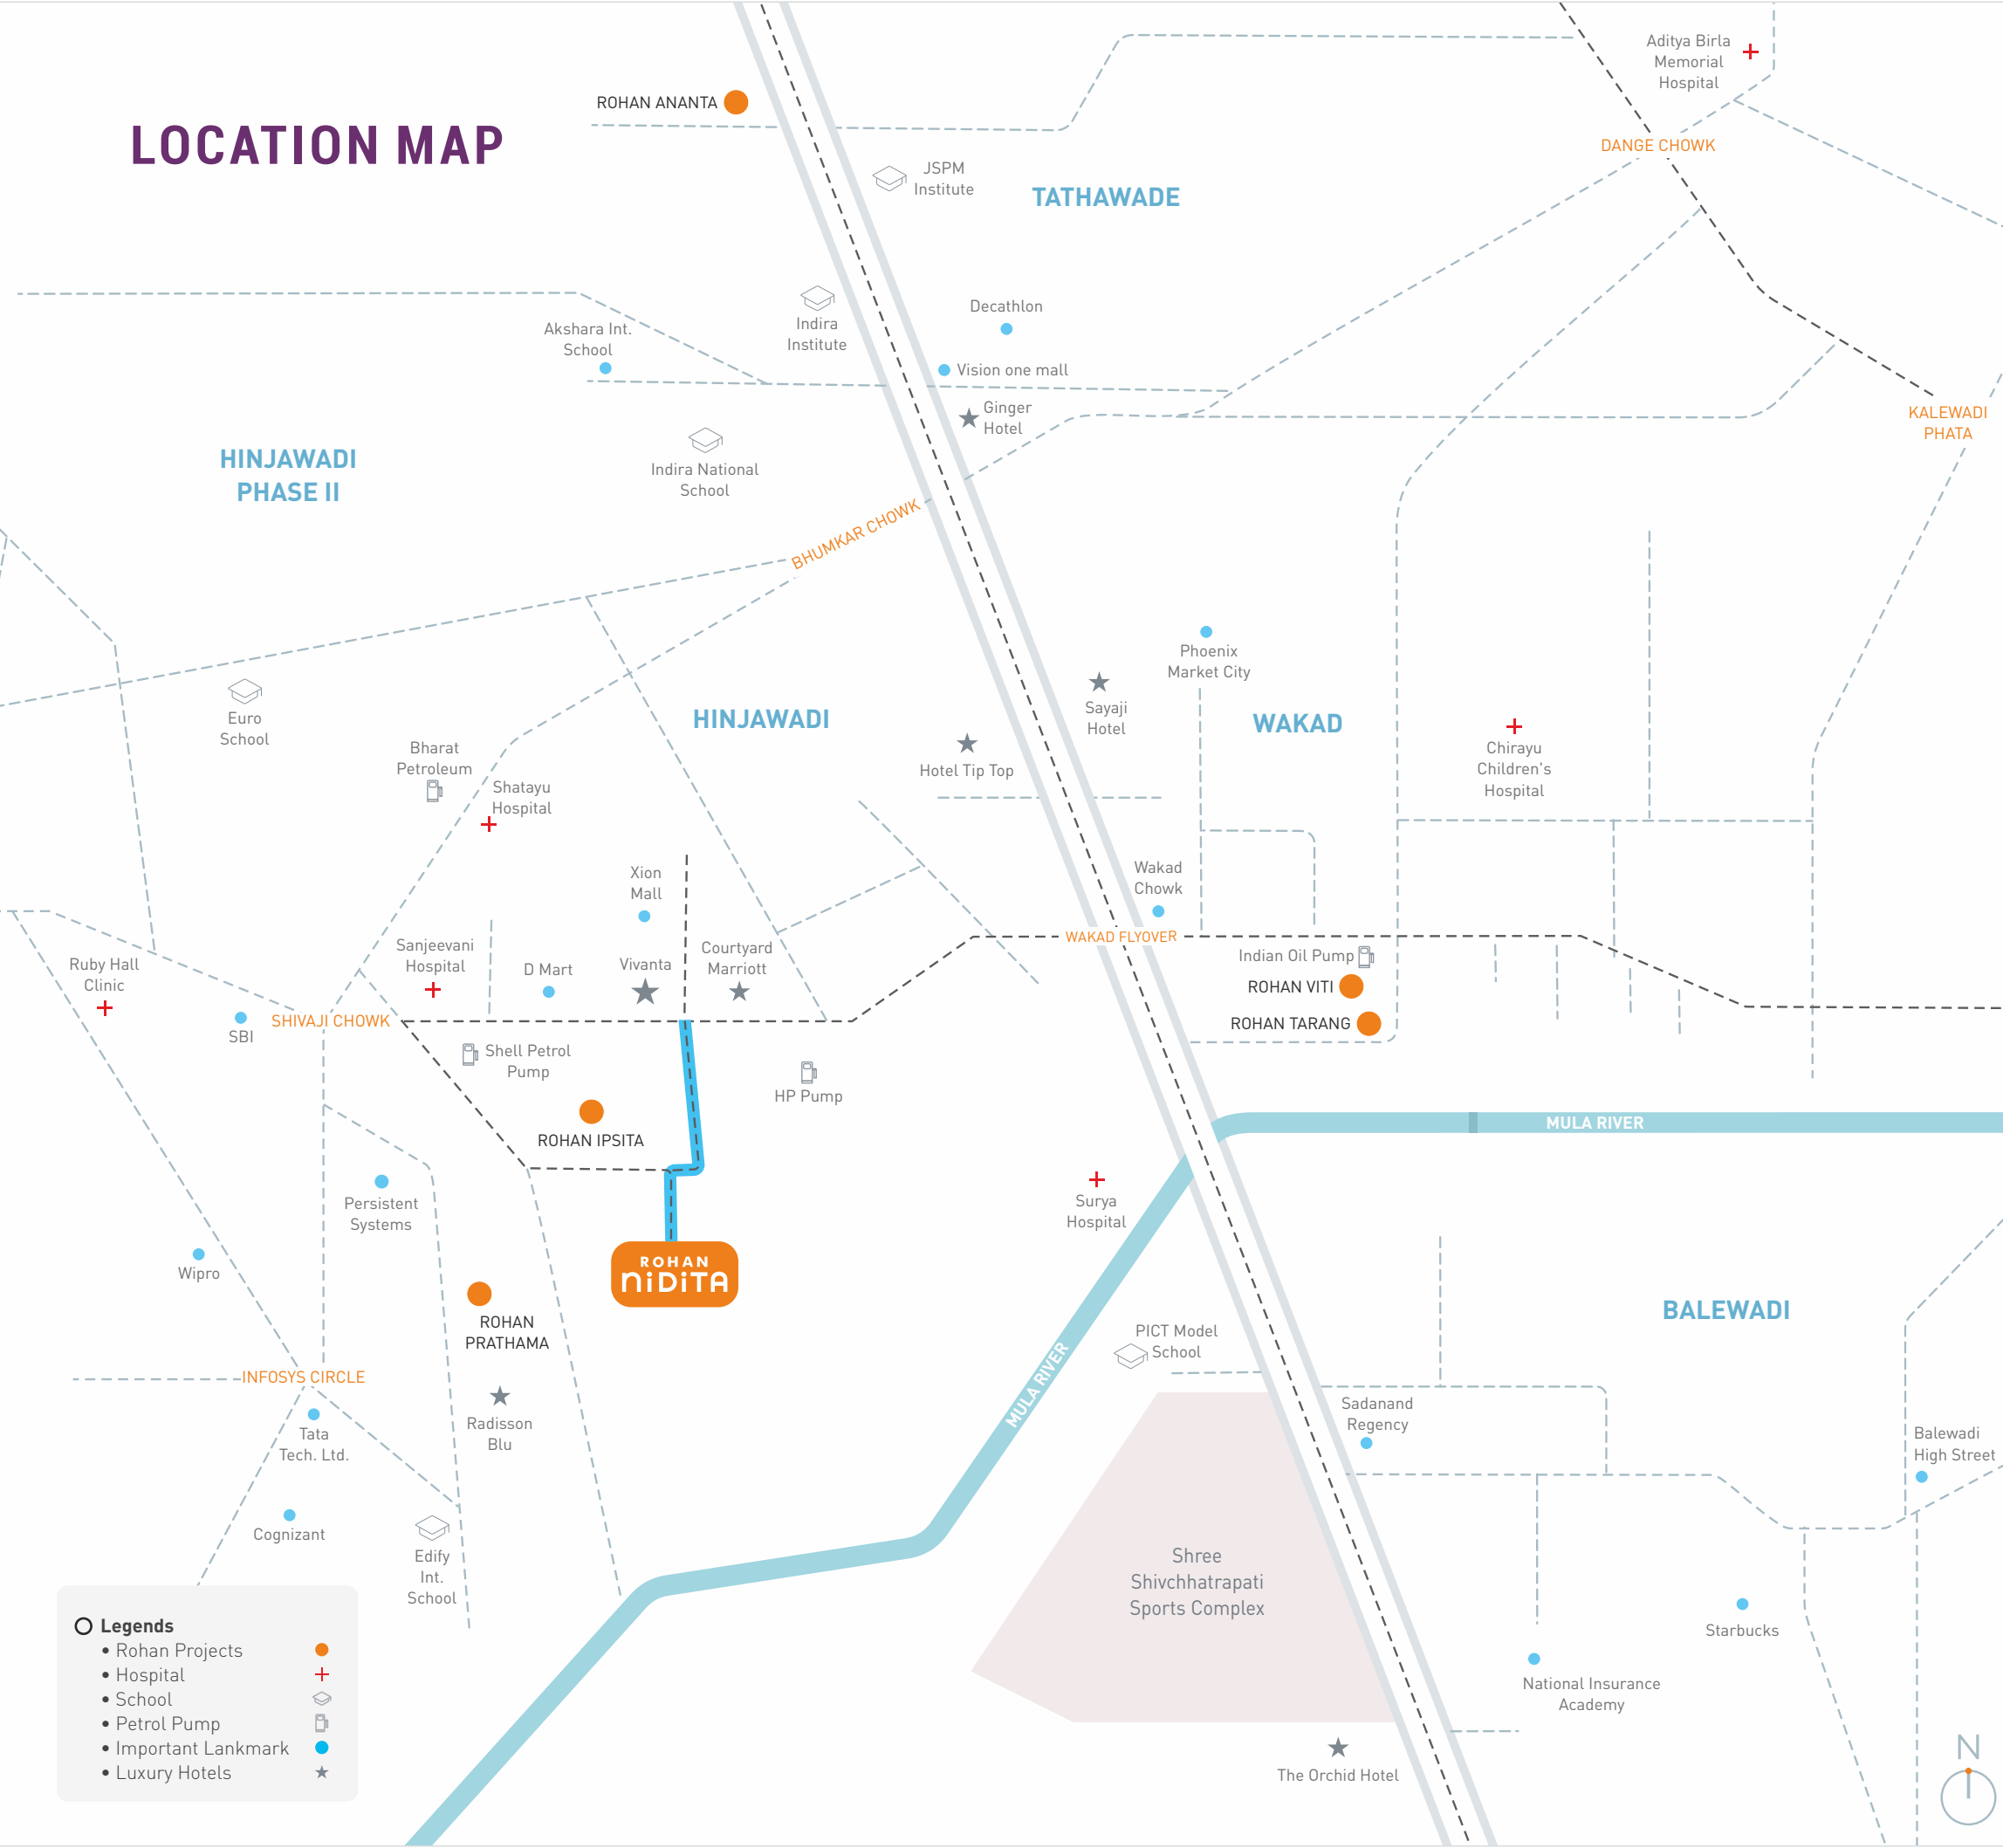 LOCATION MAP
ROHAN ANANTA
Aditya Birla
Memorial
Hospital
DANGE CHOWK
JSPM
Institute
TATHAWADE
Indira
Institute
Decathlon
Akshara Int.
School
Vision one mall
Ginger
Hotel
KALEWADI
PHATA
HINJAWADI
PHASE II
Indira National
School
BHUMKAR CHOWK
Phoenix
Market City
Euro
School
HINJAWADI
Sayaji
Hotel
WAKAD
Bharat
Petroleum
Hotel Tip Top
Chirayu
Children's
Hospital
Shatayu
Hospital
Xion
Mall
Wakad
Chowk
WAKAD FLYOVER
Sanjeevani
Hospital
D Mart
Vivanta
Courtyard
Marriott
Indian Oil Pump
Ruby Hall
Clinic
ROHAN VITI
SBI
SHIVAJI CHOWK
ROHAN TARANG
Shell Petrol
Pump
HP Pump
ROHAN IPSITA
MULA RIVER
Persistent
Systems
Surya
Hospital
Wipro
ROHAN
NiDiTA
ROHAN
PRATHAMA
BALEWADI
PICT Model
School
MULA RIVER
INFOSYS CIRCLE
Radisson
Blu
Sadanand
Regency
Tata
Tech. Ltd.
Balewadi
High Street
Cognizant
Edify
Int.
School
Shree
Shivchhatrapati
Sports Complex
Starbucks
National Insurance
Academy
The Orchid Hotel
N
Legends
• Rohan Projects
• Hospital
• School
• Petrol Pump
• Important Lankmark
• Luxury Hotels